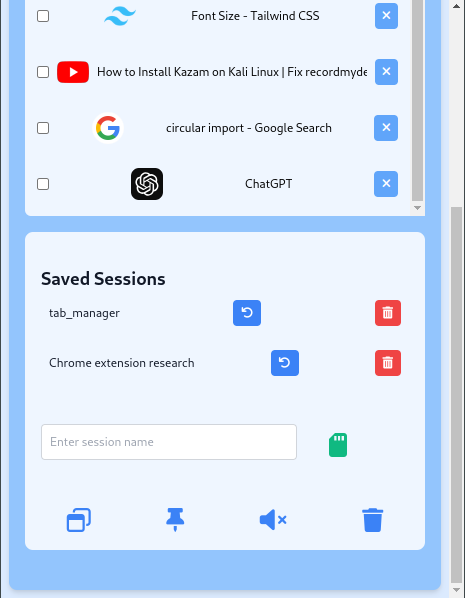 Font Size - Tailwind CSS
How to Install Kazam on Kali Linux | Fix recordmyde
circular import - Google Search
ChatGPT
Saved Sessions
tab_manager
Chrome extension research
Enter session name